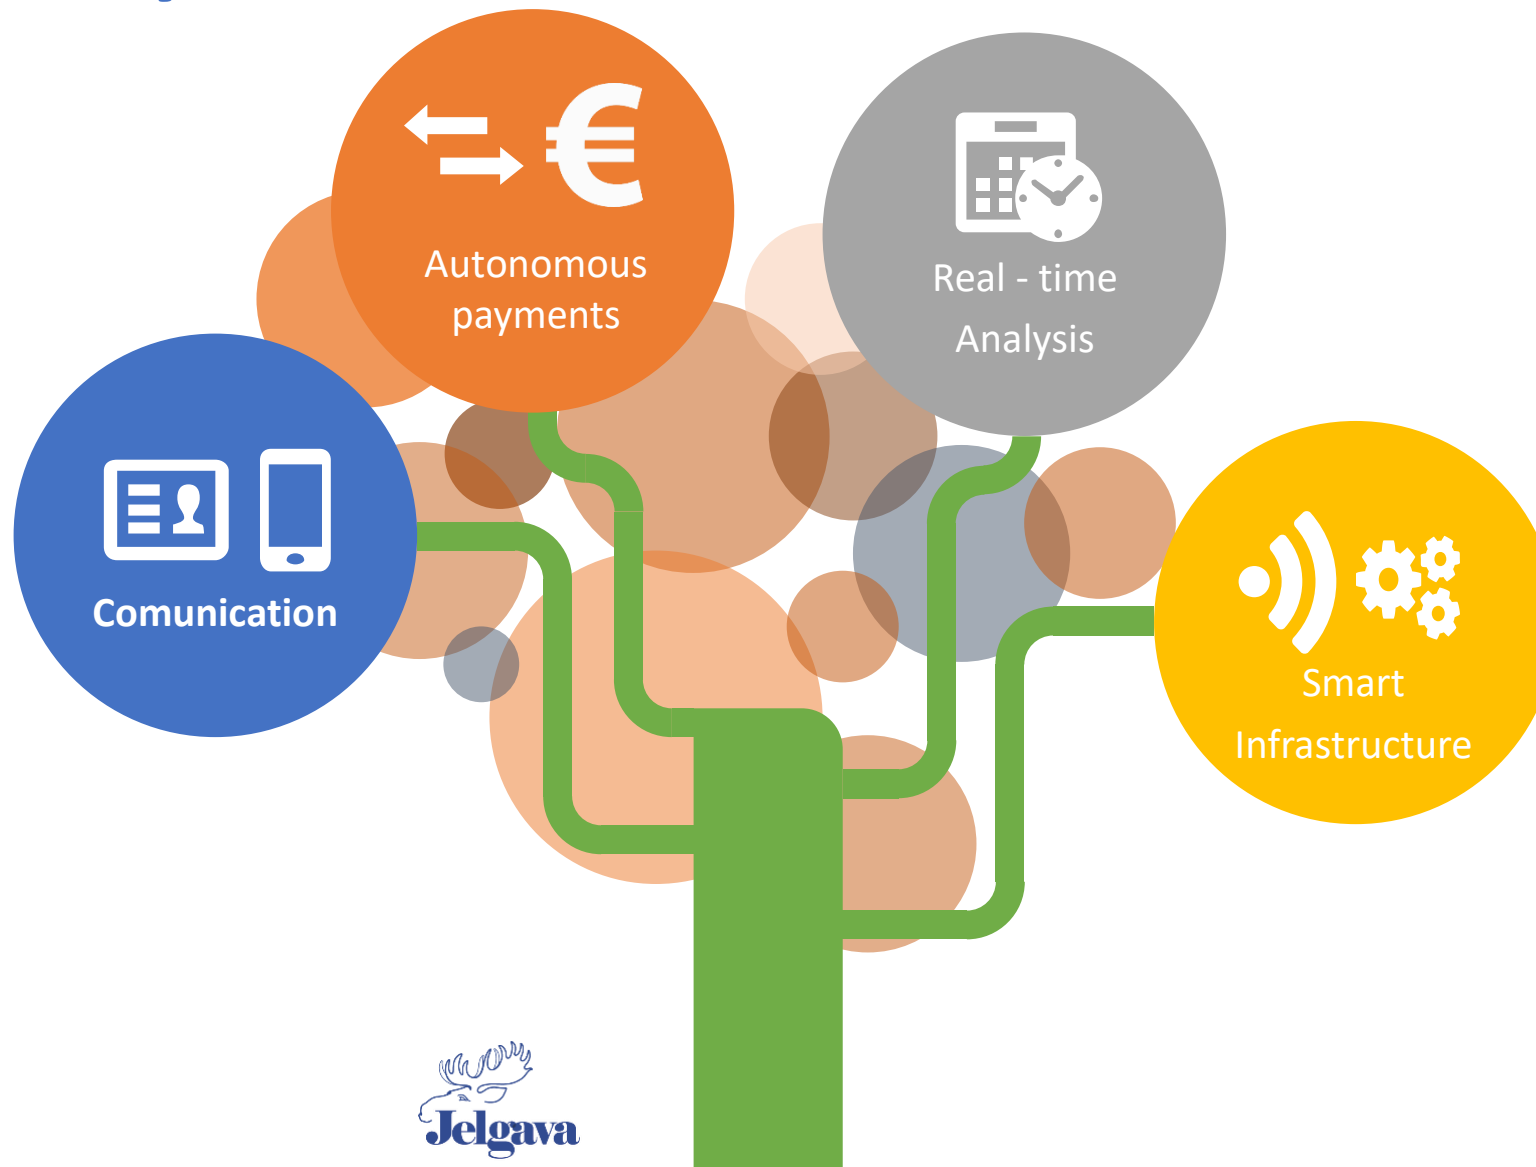 Autonomous
payments
Real - time
Analysis
Comunication
Smart
Infrastructure
Jelgava